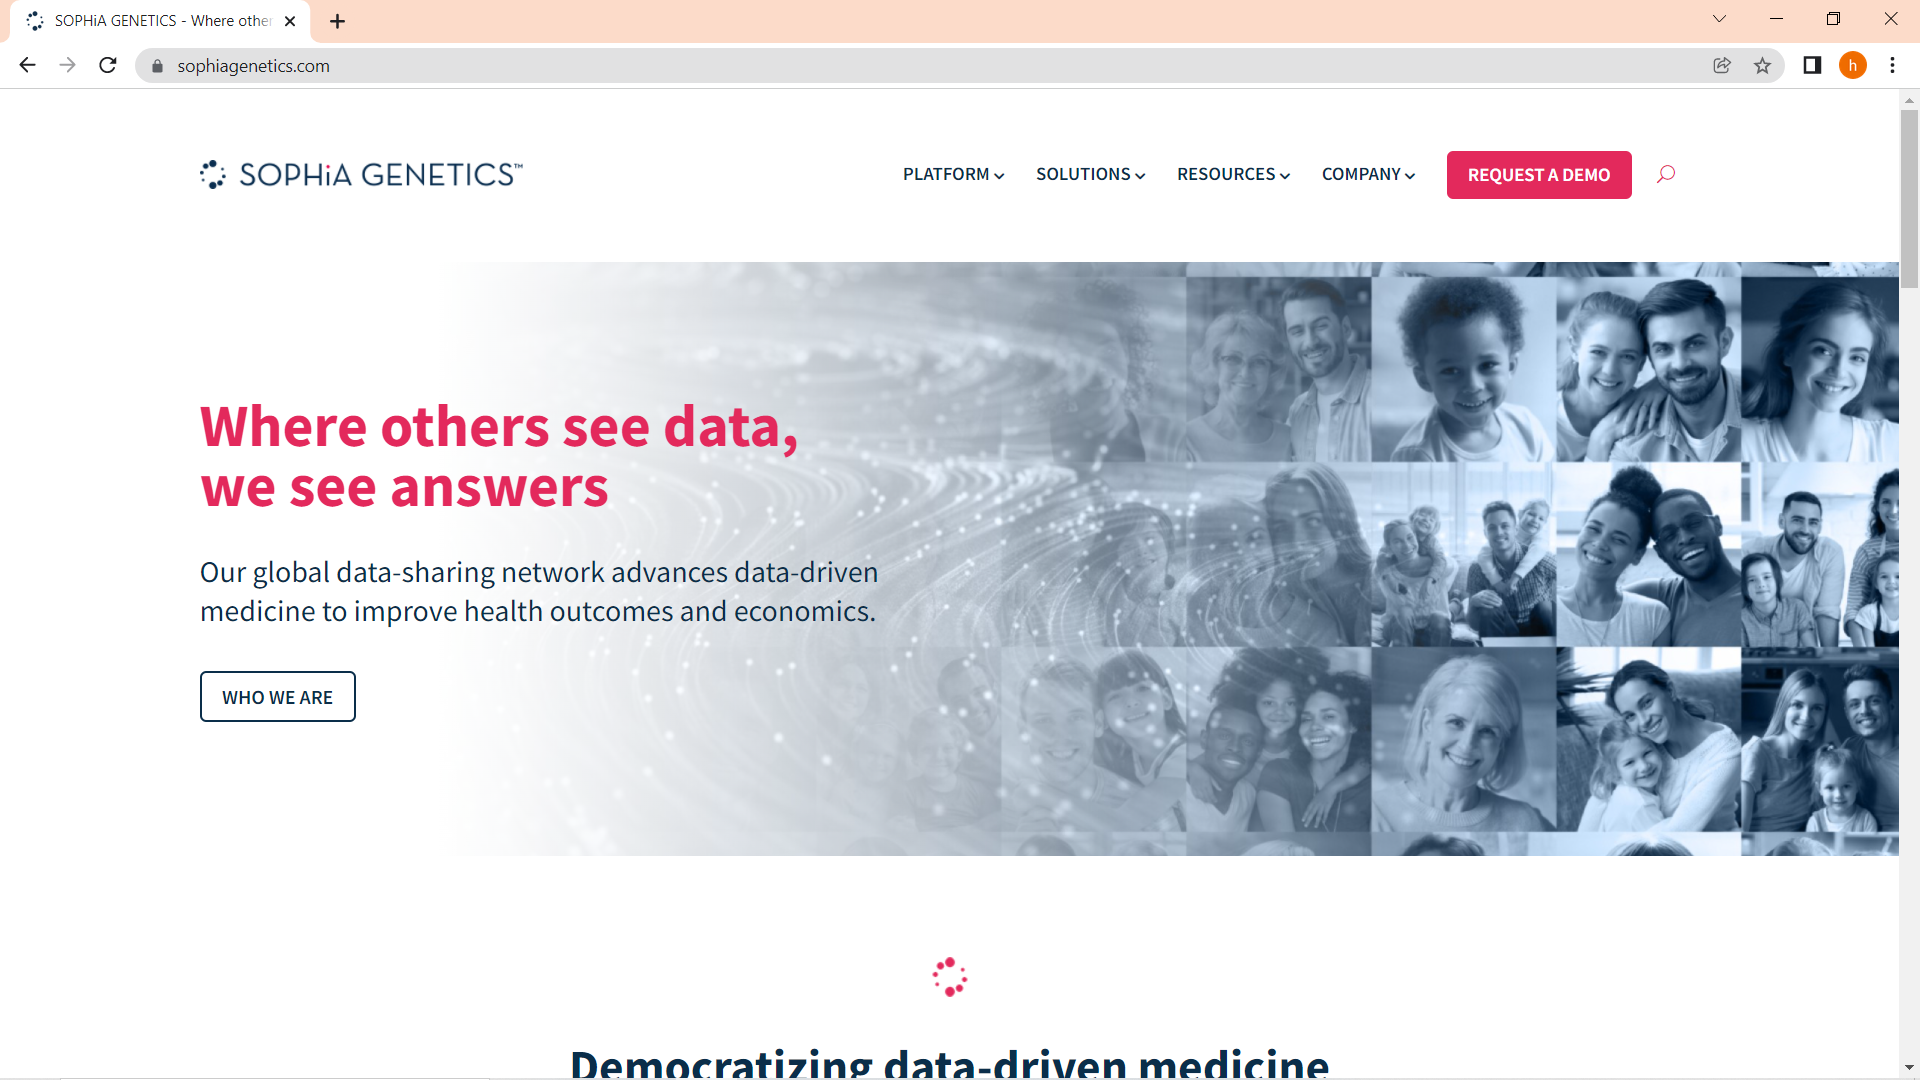 SOPHiA GENETICS - Where other
sophiagenetics.com
h
SOPHiA GENETICS™
PLATFORM
SOLUTIONS
RESOURCES
COMPANY
REQUEST A DEMO
Where others see data,
we see answers
Our global data-sharing network advances data-driven
medicine to improve health outcomes and economics.
WHO WE ARE
Democratizing data-driven medicine